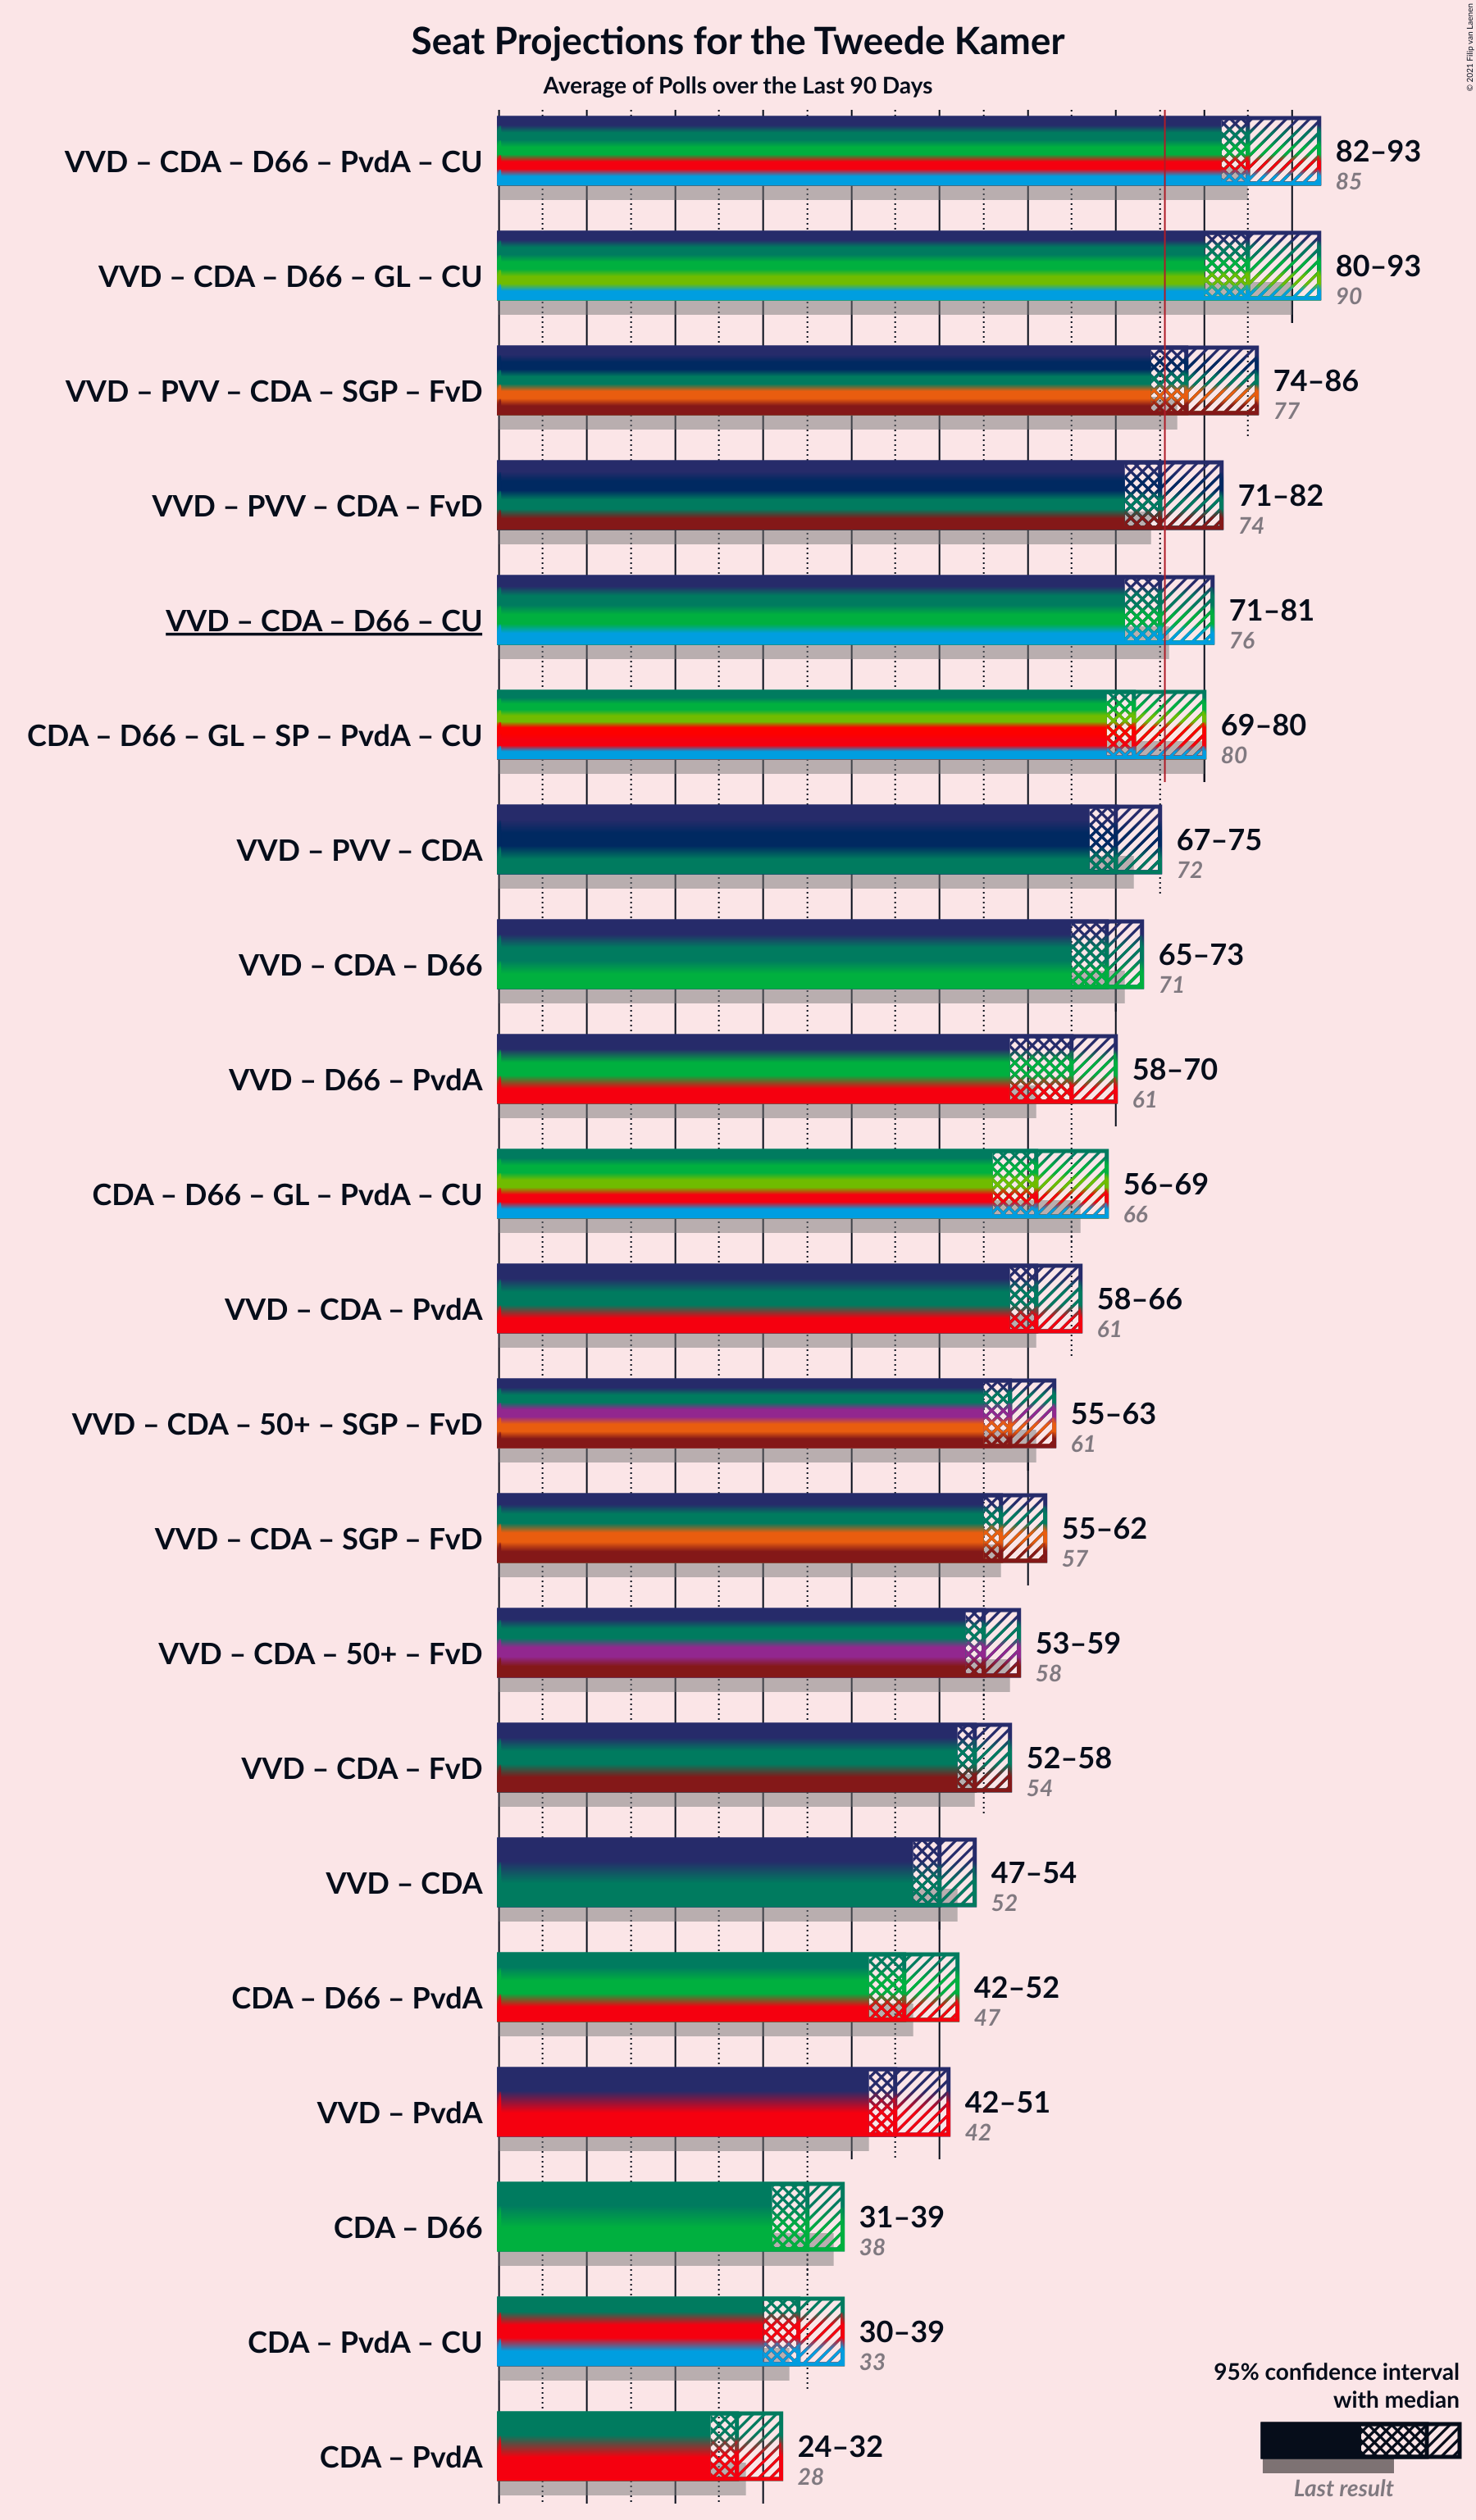 Seat Projections for the Tweede Kamer
Average of Polls over the Last 90 Days
© 2021 Filip van Laenen
VVD – CDA – D66 – PvdA – CU
82–93
85
VVD – CDA – D66 – GL – CU
80–93
90
VVD – PVV – CDA – SGP – FvD
74–86
77
VVD – PVV – CDA – FvD
71–82
74
VVD – CDA – D66 – CU
71–81
76
CDA – D66 – GL – SP – PvdA – CU
69–80
80
VVD – PVV – CDA
67–75
72
VVD – CDA – D66
65–73
71
VVD – D66 – PvdA
58–70
61
CDA – D66 – GL – PvdA – CU
56–69
66
VVD – CDA – PvdA
58–66
61
VVD – CDA – 50+ – SGP – FvD
55–63
61
VVD – CDA – SGP – FvD
55–62
57
VVD – CDA – 50+ – FvD
53–59
58
VVD – CDA – FvD
52–58
54
VVD – CDA
47–54
52
CDA – D66 – PvdA
42–52
47
VVD – PvdA
42–51
42
CDA – D66
31–39
38
CDA – PvdA – CU
30–39
33
CDA – PvdA
24–32
28
95% confidence interval
with median
Last result